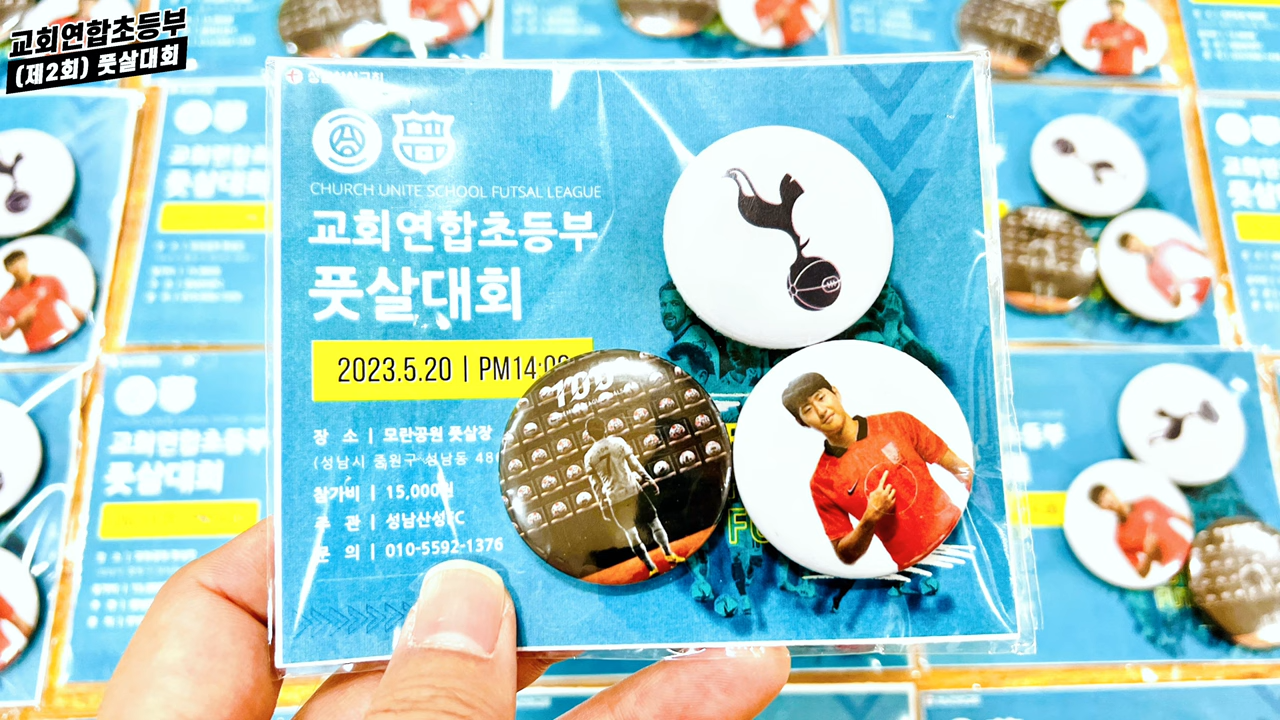 교회연합초등부
(제2회) 풋살대회
CHURCH UNITE SCHOOL FUTSAL LEAGUE
교회연합초등부
풋살대회
2023.5.20 | PM14:00
장 소 | 모란공원 풋살장
(성남시 중원구 성남동
참가비 | 15,000원
주 관 | 성남산성FC
문 의 | 010-5592-1376
100